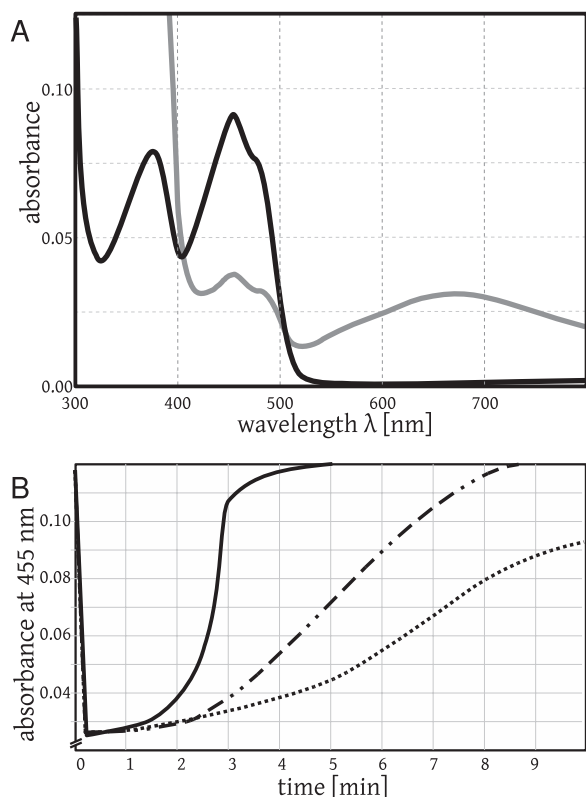 A
absorbance
0.10
0.05
0.00
300 400 500 600 700
wavelength λ [nm]
B
absorbance at 455 nm
0.10
0.08
0.06
0.04
0 1 2 3 4 5 6 7 8 9
time [min]